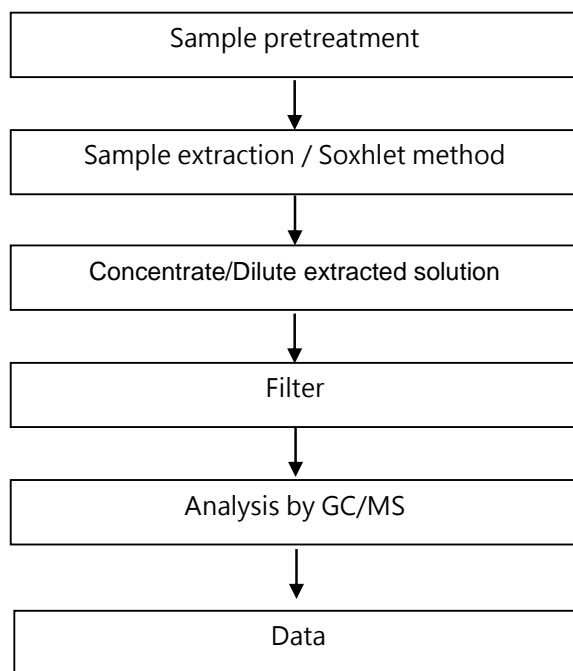 Sample pretreatment
Sample extraction / Soxhlet method
Concentrate/Dilute extracted solution
Filter
Analysis by GC/MS
Data